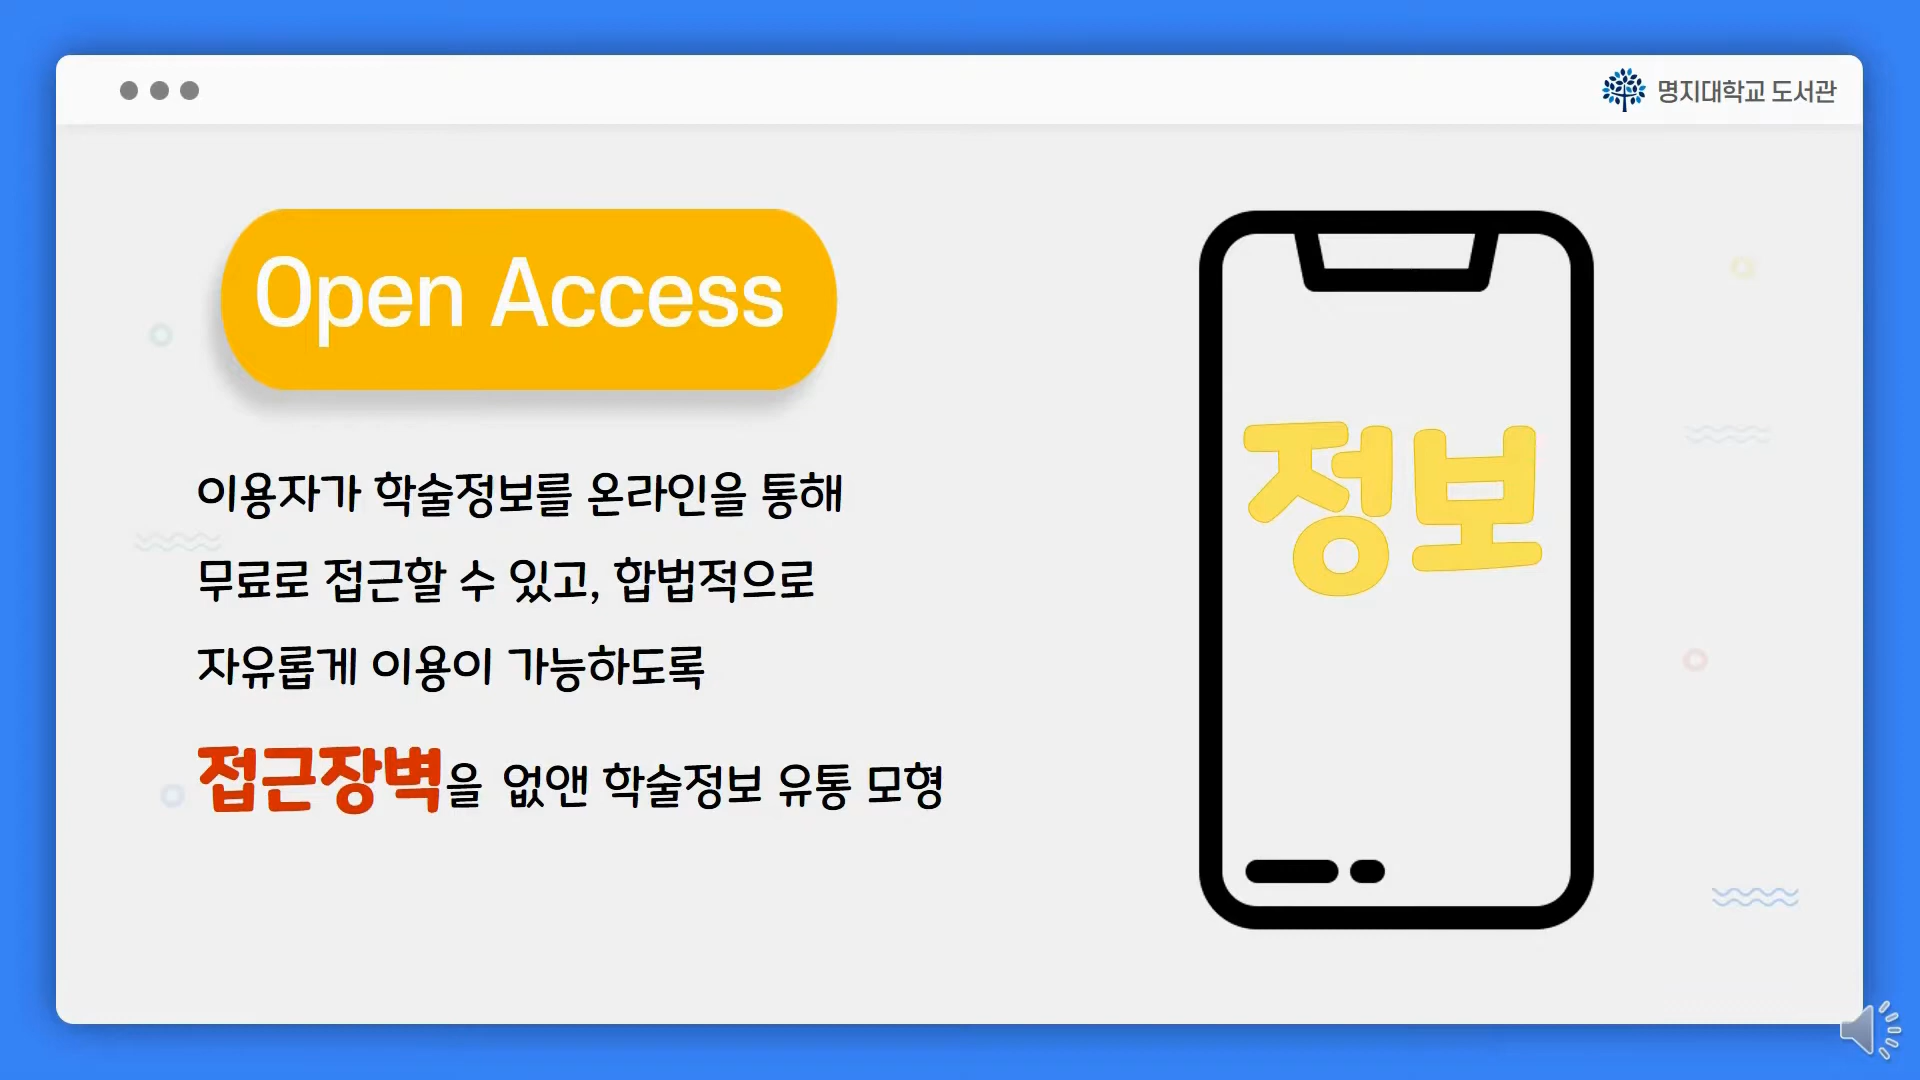 명지대학교 도서관
Open Access
이용자가 학술정보를 온라인을 통해
무료로 접근할 수 있고, 합법적으로
자유롭게 이용이 가능하도록
접근장벽을 없앤 학술정보 유통 모형
정보